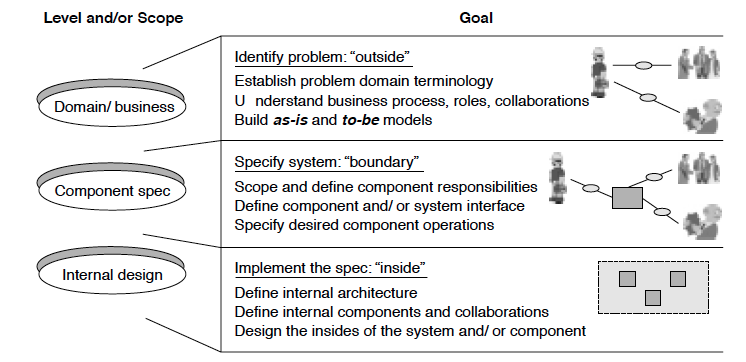 Level and/or Scope
Goal
Domain/ business
Identify problem: “outside”
Establish problem domain terminology
U nderstand business process, roles, collaborations
Build as-is and to-be models
Component spec
Specify system: “boundary”
Scope and define component responsibilities
Define component and/ or system interface
Specify desired component operations
Internal design
Implement the spec: “inside”
Define internal architecture
Define internal components and collaborations
Design the insides of the system and/ or component